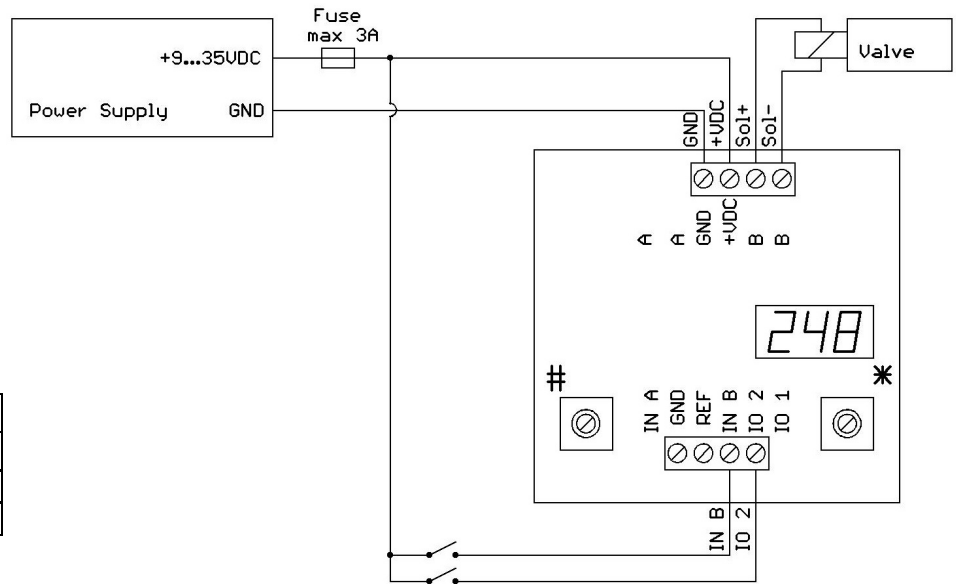 Fuse
max 3A
+9...35VDC
Power Supply
GND
Valve
GND
+VDC
Sol+
Sol-
A
A
GND
+VDC
B
B
248
#
*
IN A
GND
REF
IN B
IO 2
IO 1
IN B
IO 2